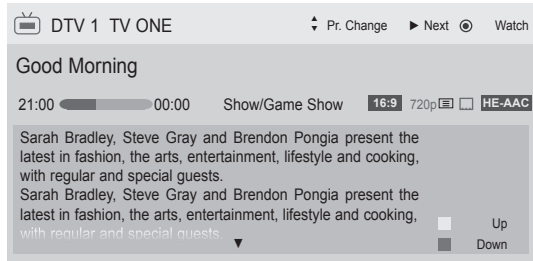 DTV 1 TV ONE Pr. Change Next Watch
Good Morning
21:00 00:00 Show/Game Show 16:9 720p HE-AAC
Sarah Bradley, Steve Gray and Brendon Pongia present the
latest in fashion, the arts, entertainment, lifestyle and cooking,
with regular and special guests.
Sarah Bradley, Steve Gray and Brendon Pongia present the
latest in fashion, the arts, entertainment, lifestyle and cooking,
with regular and special guests.
Up
Down